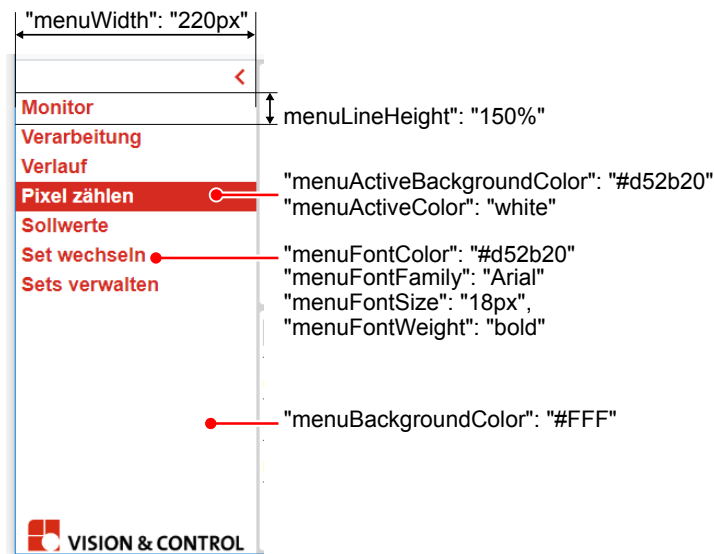 "menuWidth": "220px"
Monitor
menuLineHeight": "150%"
Verarbeitung
Verlauf
Pixel zählen
"menuActiveBackgroundColor": "#d52b20"
"menuActiveColor": "white"
Sollwerte
Set wechseln
"menuFontColor": "#d52b20"
"menuFontFamily": "Arial"
"menuFontSize": "18px",
"menuFontWeight": "bold"
Sets verwalten
"menuBackgroundColor": "#FFF"
VISION & CONTROL